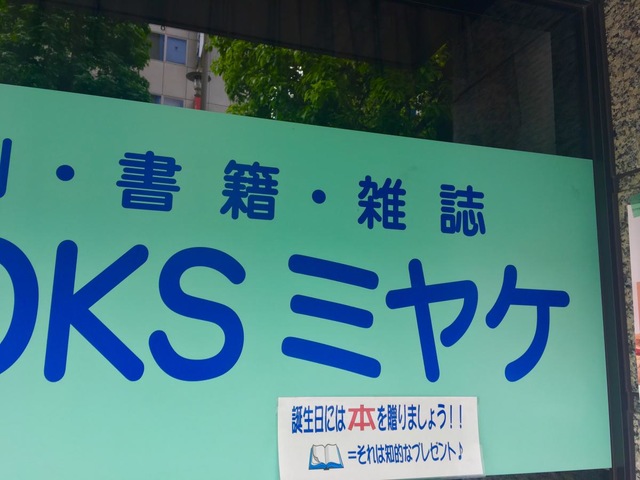 ・書籍・雑誌
OKSミヤケ
誕生日には本を贈りましょう!!
=それは知的なプレゼント♪